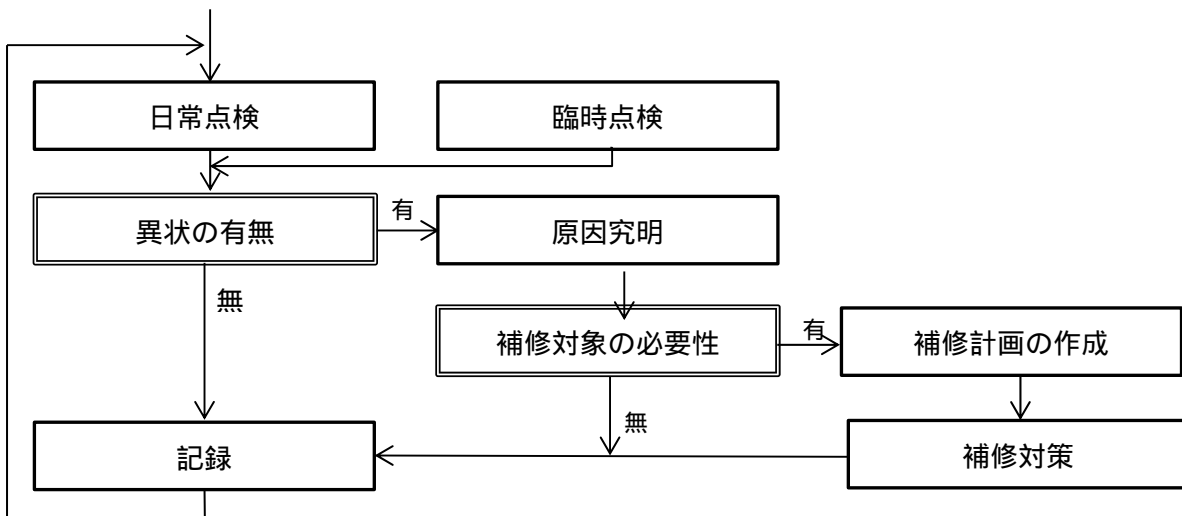 日常点検
臨時点検
異状の有無
有
原因究明
無
補修対象の必要性
有
補修計画の作成
無
記録
補修対策